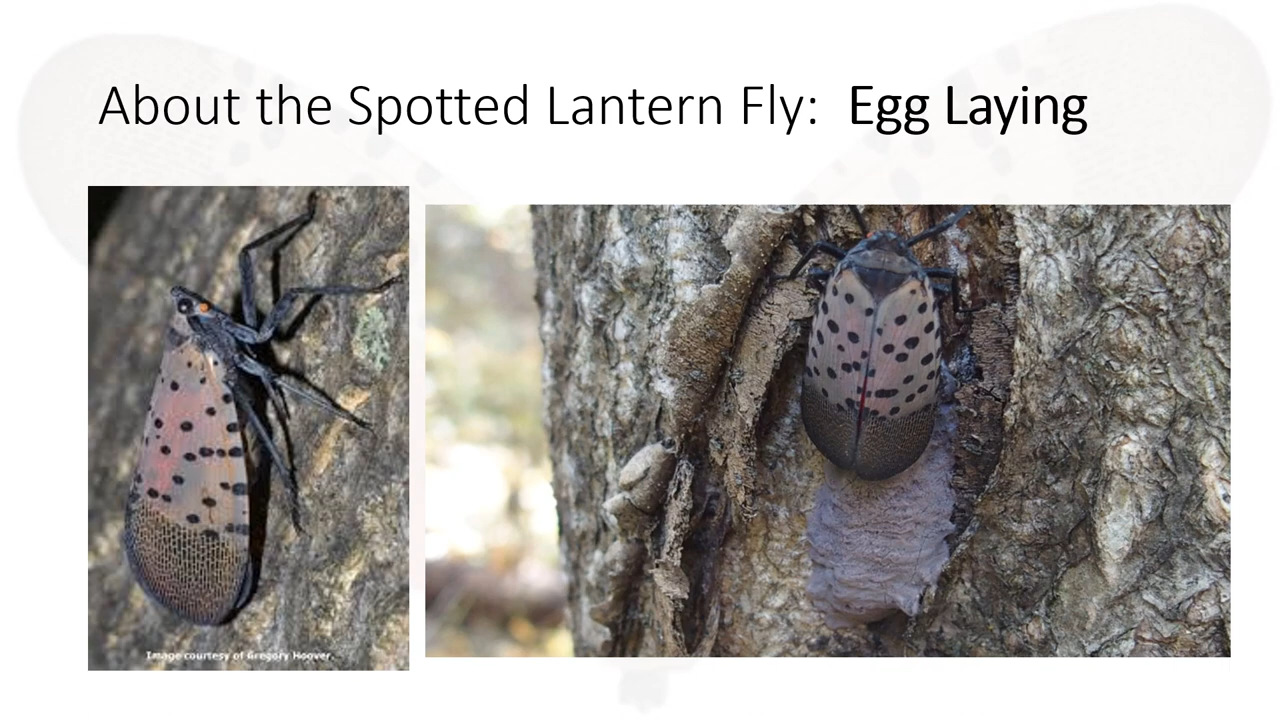 About the Spotted Lantern Fly: Egg Laying
Image courtesy of Gregory Hoover.